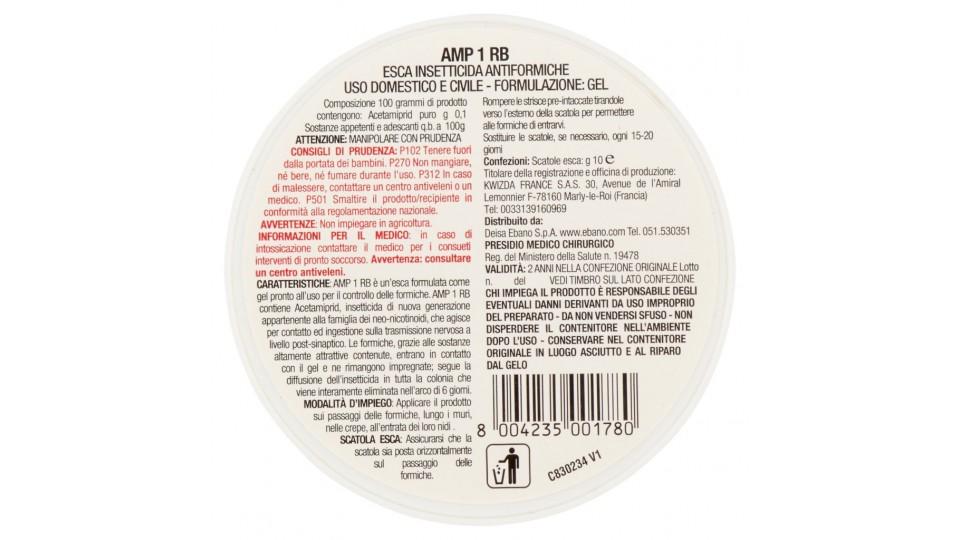 AMP 1 RB
ESCA INSETTICIDA ANTIFORMICHE
USO DOMESTICO E CIVILE - FORMULAZIONE: GEL
Composizione 100 grammi di prodotto
contengono: Acetamiprid puro g 0,1
Sostanze appetenti e adescanti q.b. a 100g
ATTENZIONE: MANIPOLARE CON PRUDENZA
CONSIGLI DI PRUDENZA: P102 Tenere fuori
dalla portata dei bambini. P270 Non mangiare,
né bere, né fumare durante l'uso. P312 In caso
di malessere, contattare un centro antiveleni o un
medico. P501 Smaltire il prodotto/recipiente in
conformità alla regolamentazione nazionale.
AVVERTENZE: Non impiegare in agricoltura.
INFORMAZIONI PER IL MEDICO: in caso di
intossicazione contattare il medico per i consueti
interventi di pronto soccorso. Avvertenza: consultare
un centro antiveleni.
CARATTERISTICHE: AMP 1 RB è un'esca formulata come
gel pronto all'uso per il controllo delle formiche. AMP 1 RB
contiene Acetamiprid, insetticida di nuova generazione
appartenente alla famiglia dei neo-nicotinoidi, che agisce
per contatto ed ingestione sulla trasmissione nervosa a
livello post-sinaptico. Le formiche, grazie alle sostanze
altamente attrattive contenute, entrano in contatto
con il gel e ne rimangono impregnate; segue la
diffusione dell'insetticida in tutta la colonia che
viene interamente eliminata nell'arco di 6 giorni.
MODALITÀ D'IMPIEGO: Applicare il prodotto
sui passaggi delle formiche, lungo i muri,
nelle crepe, all'entrata dei loro nidi .
SCATOLA ESCA: Assicurarsi che la
scatola sia posta orizzontalmente
sul passaggio delle
formiche.
Rompere le strisce pre-intaccate tirandole
verso l'esterno della scatola per permettere
alle formiche di entrarvi.
Sostituire le scatole, se necessario, ogni 15-20
giorni
Confezioni: Scatole esca: g 10 e
Titolare della registrazione e officina di produzione:
KWIZDA FRANCE S.A.S. 30, Avenue de l'Amiral
Lemonnier F-78160 Marly-le-Roi (Francia)
Tel: 0033139160969
Distribuito da:
Deisa Ebano S.p.A. www.ebano.com Tel. 051.530351
PRESIDIO MEDICO CHIRURGICO
Reg. del Ministero della Salute n. 19478
VALIDITÀ: 2 ANNI NELLA CONFEZIONE ORIGINALE Lotto
n. del VEDI TIMBRO SUL LATO CONFEZIONE
CHI IMPIEGA IL PRODOTTO È RESPONSABILE DEGLI
EVENTUALI DANNI DERIVANTI DA USO IMPROPRIO
DEL PREPARATO - DA NON VENDERSI SFUSO - NON
DISPERDERE IL CONTENITORE NELL'AMBIENTE
DOPO L'USO - CONSERVARE NEL CONTENITORE
ORIGINALE IN LUOGO ASCIUTTO E AL RIPARO
DAL GELO
8 004235 001780
C830234 V1